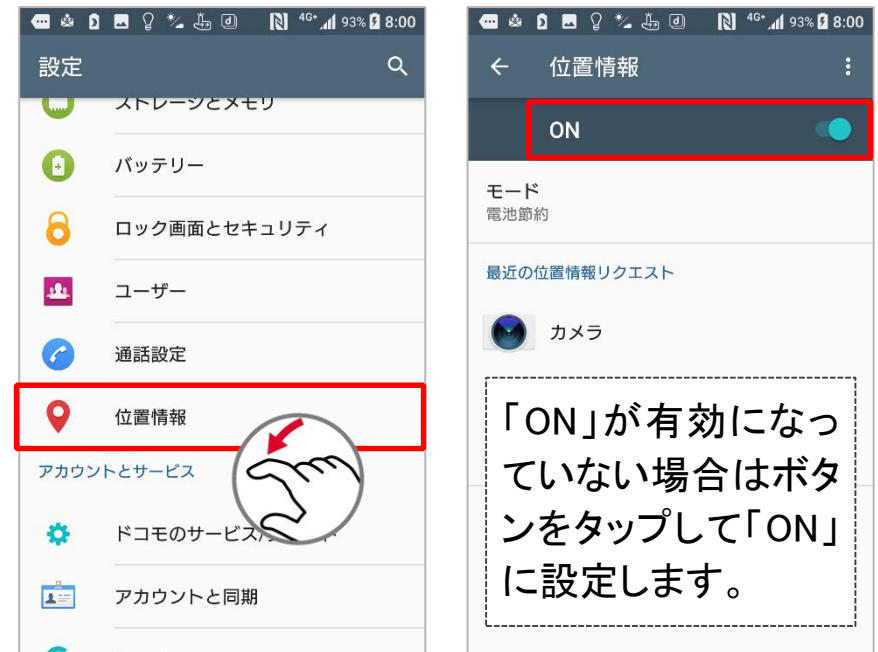 4G+ 93% 8:00
設定
ストレージとメモリ
バッテリー
ロック画面とセキュリティ
ユーザー
通話設定
位置情報
アカウントとサービス
ドコモのサービス/
アカウントと同期
4G+ 93% 8:00
位置情報
ON
モード
電池節約
最近の位置情報リクエスト
カメラ
「ON」が有効になっ
ていない場合はボタ
ンをタップして「ON」
に設定します。